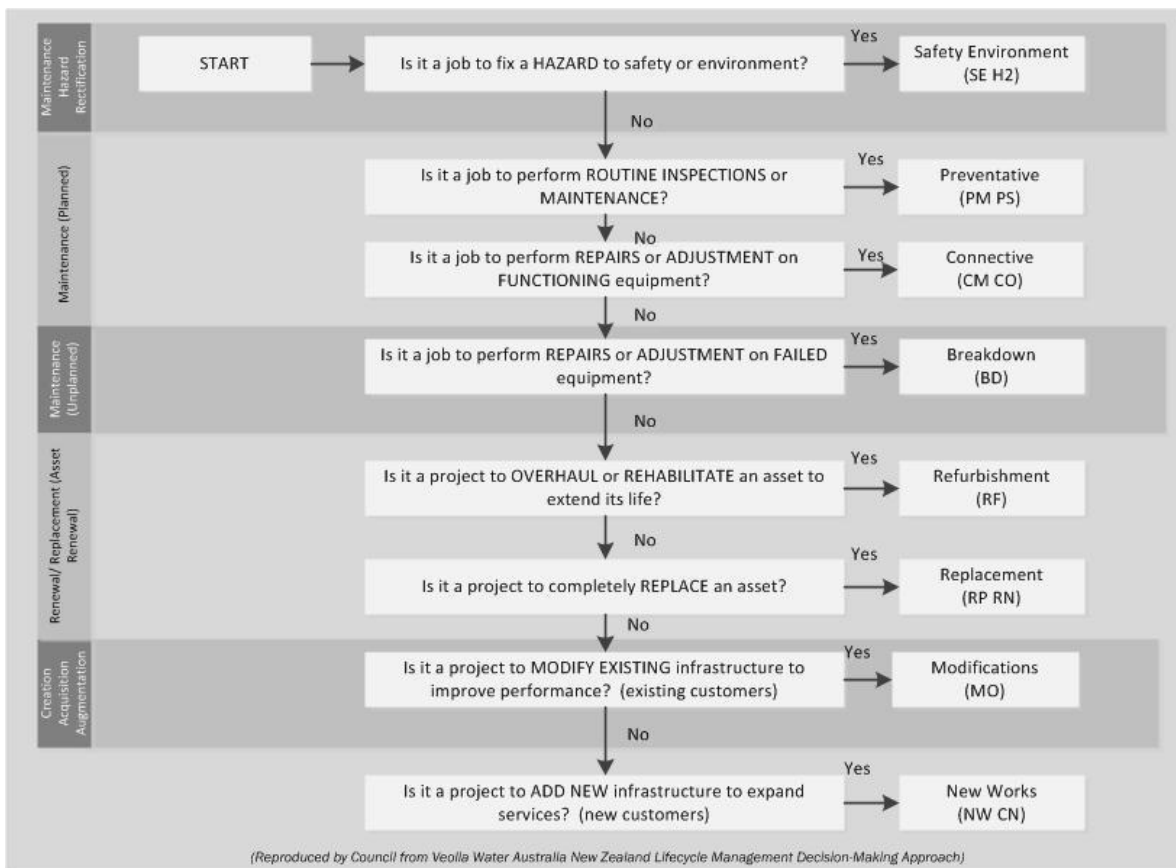 Maintenance
Hazard
Rectification
START
Is it a job to fix a HAZARD to safety or environment?
Yes
Safety Environment
(SE H2)
No
Maintenance (Planned)
Is it a job to perform ROUTINE INSPECTIONS or
MAINTENANCE?
Yes
Preventative
(PM PS)
No
Is it a job to perform REPAIRS or ADJUSTMENT on
FUNCTIONING equipment?
Yes
Connective
(CM CO)
No
Maintenance
(Unplanned)
Is it a job to perform REPAIRS or ADJUSTMENT on FAILED
equipment?
Yes
Breakdown
(BD)
No
Renewal/ Replacement (Asset
Renewal)
Is it a project to OVERHAUL or REHABILITATE an asset to
extend its life?
Yes
Refurbishment
(RF)
No
Is it a project to completely REPLACE an asset?
Yes
Replacement
(RP RN)
No
Creation
Acquisition
Augmentation
Is it a project to MODIFY EXISTING infrastructure to
improve performance? (existing customers)
Yes
Modifications
(MO)
No
Is it a project to ADD NEW infrastructure to expand
services? (new customers)
Yes
New Works
(NW CN)
(Reproduced by Council from Veolla Water Australia New Zealand Lifecycle Management Decision-Making Approach)